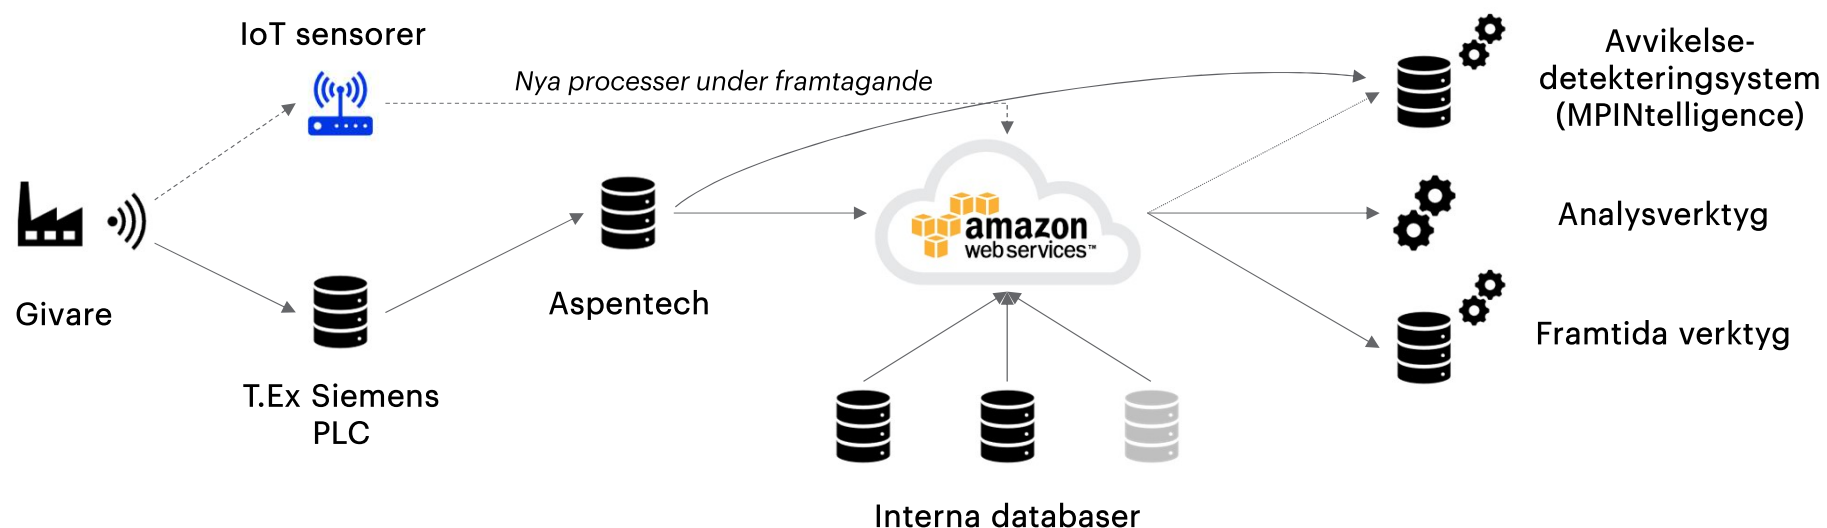 IoT sensorer
Nya processer under framtagande
Avvikelse-
detekteringsystem
(MPINtelligence)
amazon
web services™
Analysverktyg
Givare
Aspentech
Framtida verktyg
T.Ex Siemens
PLC
Interna databaser